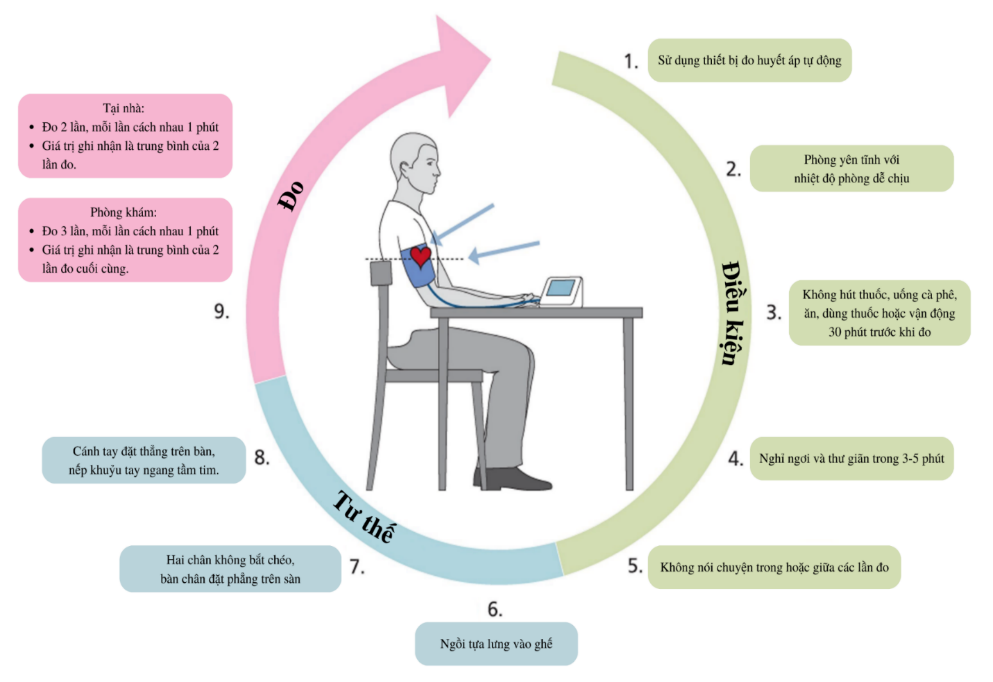 1.
Sử dụng thiết bị đo huyết áp tự động
2.
Phòng yên tĩnh với
nhiệt độ phòng dễ chịu
3.
Không hút thuốc, uống cà phê,
ăn, dùng thuốc hoặc vận động
30 phút trước khi đo
4.
Nghỉ ngơi và thư giãn trong 3-5 phút
5.
Không nói chuyện trong hoặc giữa các lần đo
Điều kiện
6.
Ngồi tựa lưng vào ghế
7.
Hai chân không bắt chéo,
bàn chân đặt phẳng trên sàn
8.
Cánh tay đặt thẳng trên bàn,
nếp khuỷu tay ngang tầm tim.
Tư thế
9.
Tại nhà:
• Đo 2 lần, mỗi lần cách nhau 1 phút
• Giá trị ghi nhận là trung bình của 2
lần đo.
Phòng khám:
• Đo 3 lần, mỗi lần cách nhau 1 phút
• Giá trị ghi nhận là trung bình của 2
lần đo cuối cùng.
Đo